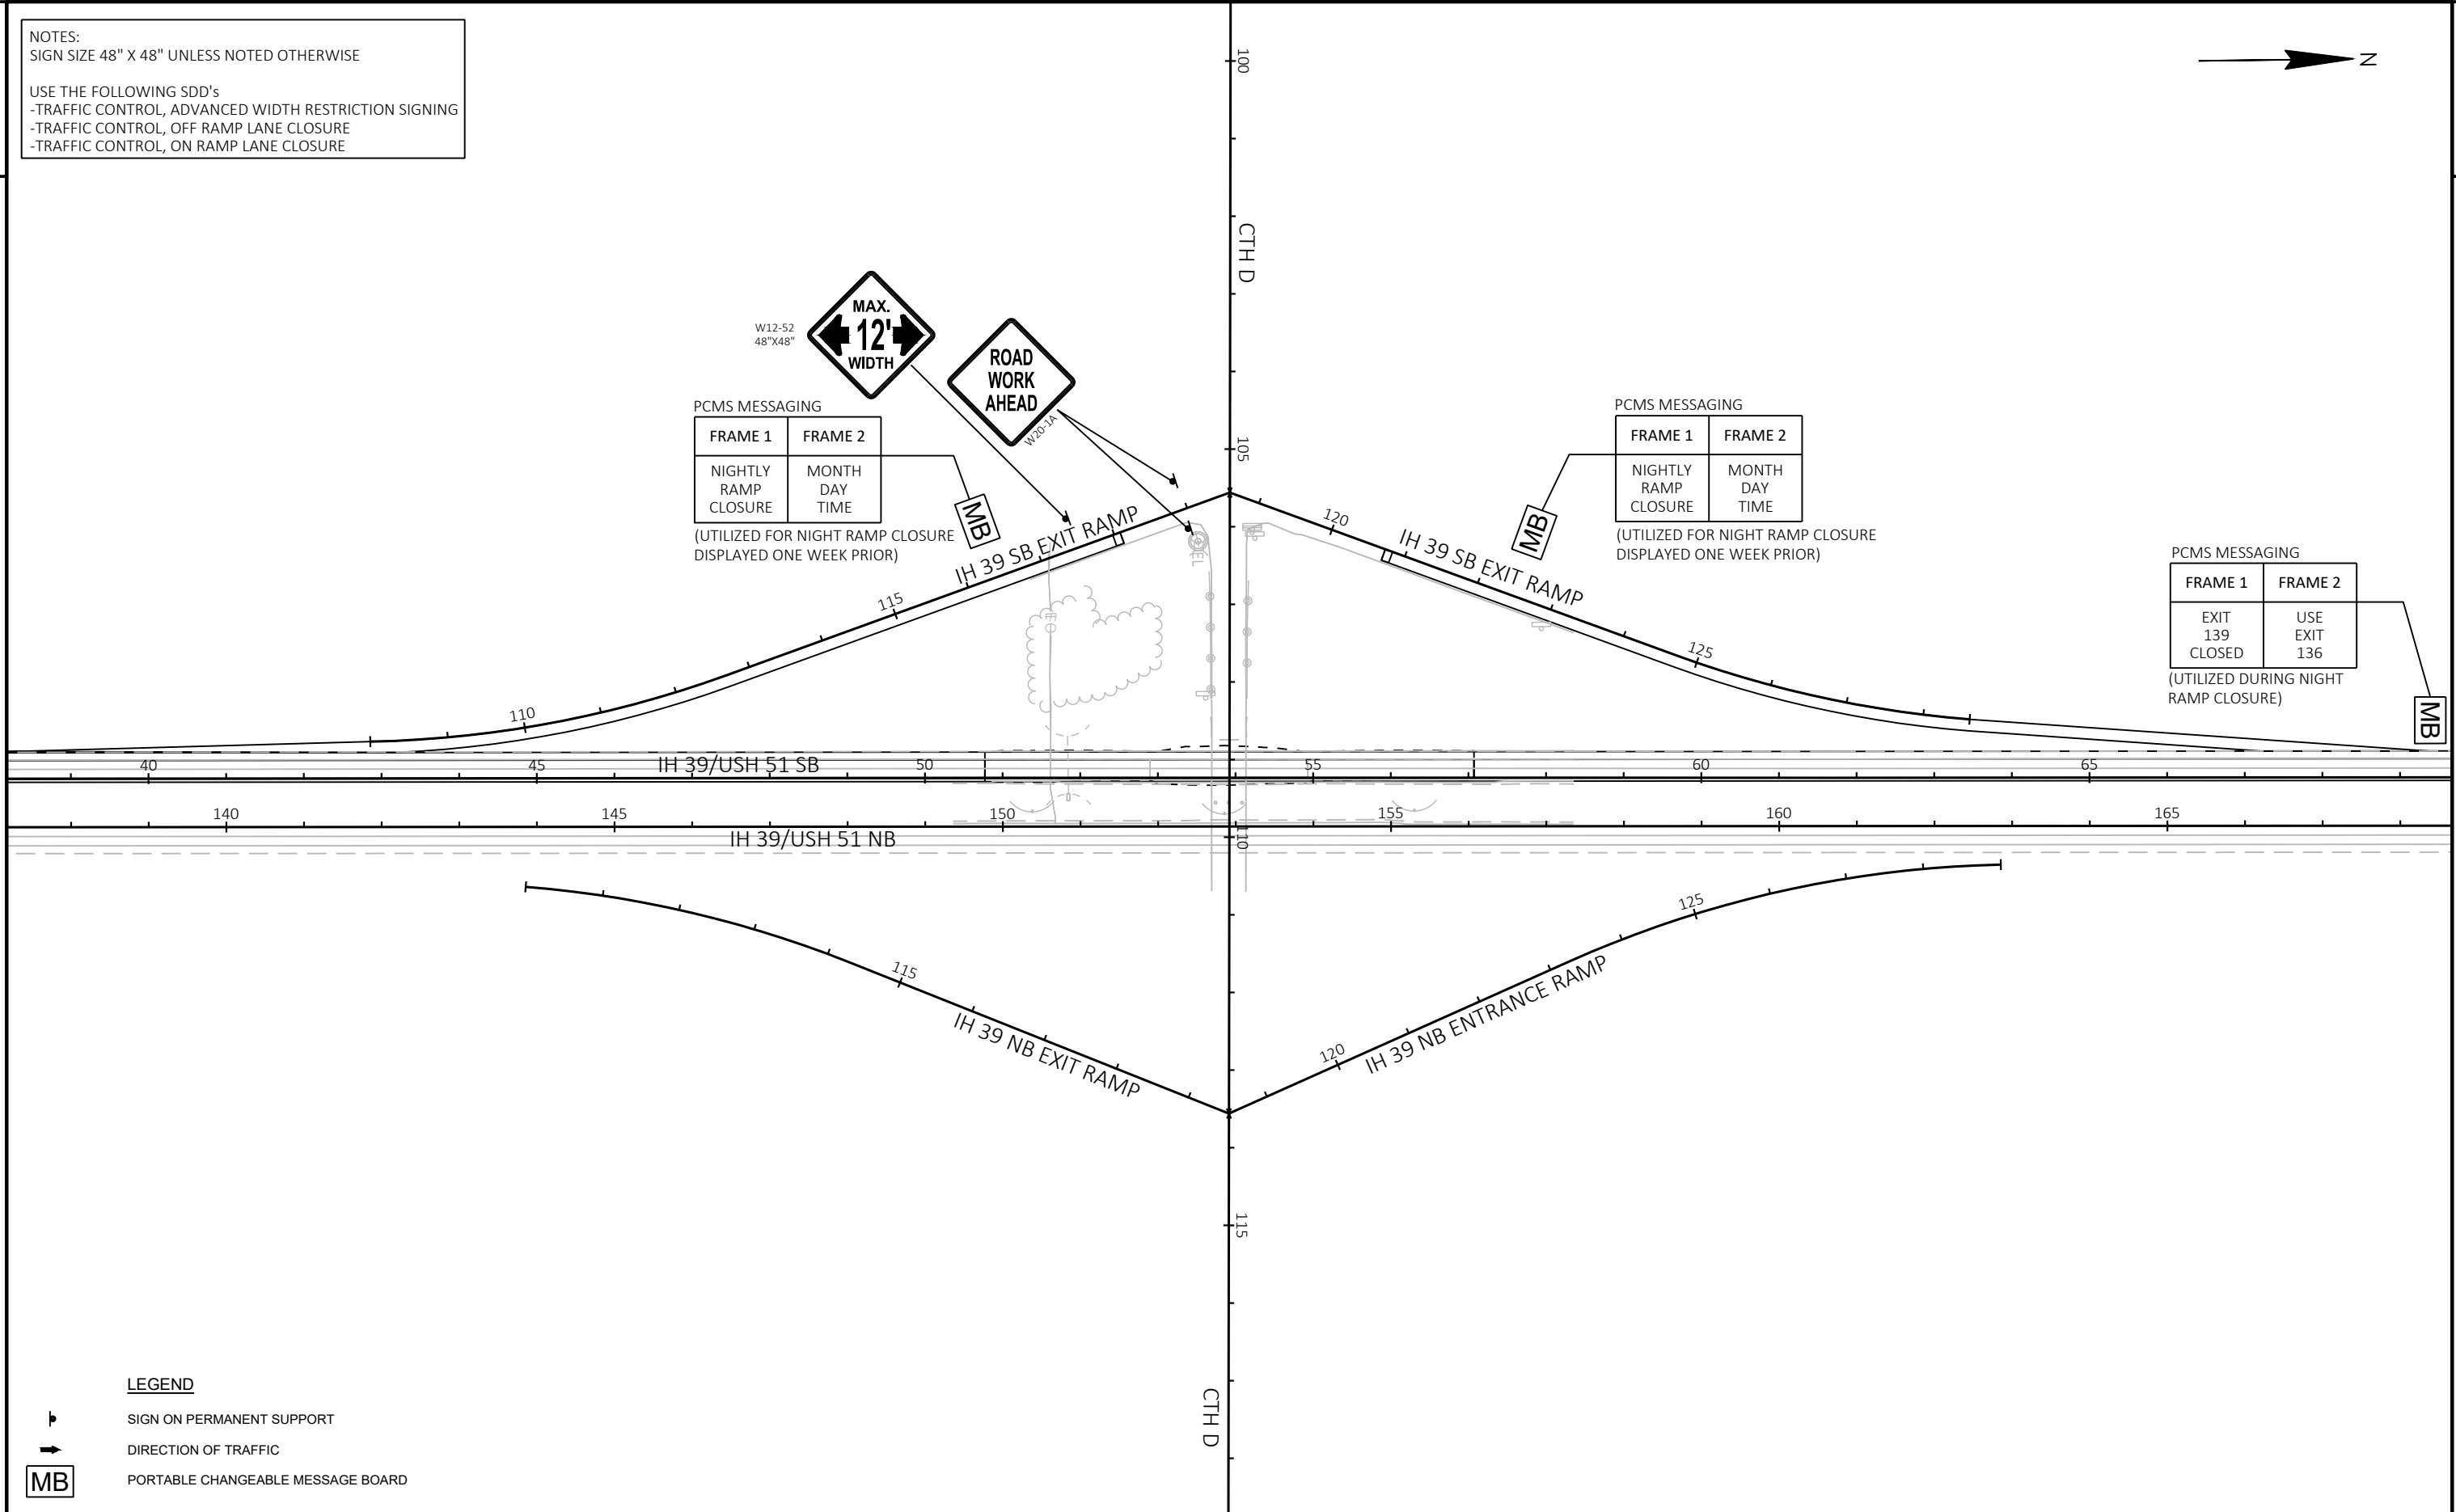 NOTES:
SIGN SIZE 48" X 48" UNLESS NOTED OTHERWISE
USE THE FOLLOWING SDD's
-TRAFFIC CONTROL, ADVANCED WIDTH RESTRICTION SIGNING
-TRAFFIC CONTROL, OFF RAMP LANE CLOSURE
-TRAFFIC CONTROL, ON RAMP LANE CLOSURE
N
100
CTH D
105
W12-52
48"X48"
MAX.
12'
WIDTH
ROAD
WORK
AHEAD
W20-1A
PCMS MESSAGING
FRAME 1 FRAME 2
NIGHTLY MONTH
RAMP DAY
CLOSURE TIME
(UTILIZED FOR NIGHT RAMP CLOSURE
DISPLAYED ONE WEEK PRIOR)
MB
IH 39 SB EXIT RAMP
115
110
PCMS MESSAGING
FRAME 1 FRAME 2
NIGHTLY MONTH
RAMP DAY
CLOSURE TIME
(UTILIZED FOR NIGHT RAMP CLOSURE
DISPLAYED ONE WEEK PRIOR)
MB
120
IH 39 SB EXIT RAMP
125
PCMS MESSAGING
FRAME 1 FRAME 2
EXIT USE
139 EXIT
CLOSED 136
(UTILIZED DURING NIGHT
RAMP CLOSURE)
MB
40 45 IH 39/USH 51 SB 50 55 60 65
140 145 150 155 160 165
IH 39/USH 51 NB
110
115
IH 39 NB EXIT RAMP
120
IH 39 NB ENTRANCE RAMP
125
115
CTH D
LEGEND
SIGN ON PERMANENT SUPPORT
DIRECTION OF TRAFFIC
MB PORTABLE CHANGEABLE MESSAGE BOARD